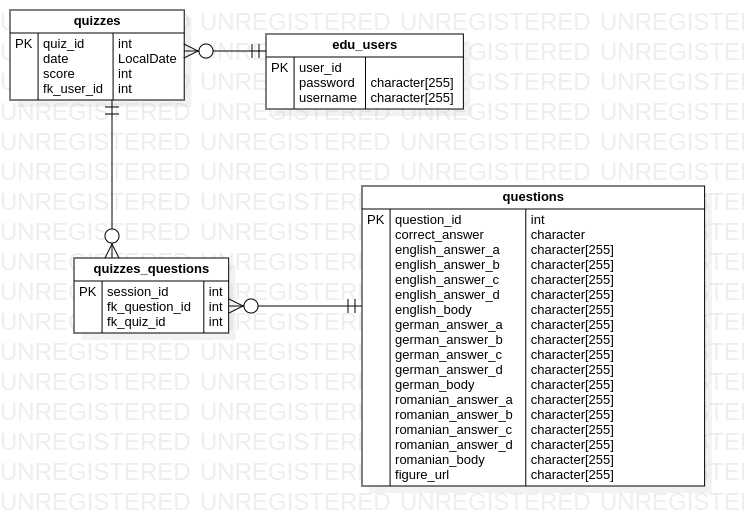 quizzes
PK quiz_id int
date LocalDate
score int
fk_user_id int
edu_users
PK user_id
password character[255]
username character[255]
questions
PK question_id int
correct_answer character
english_answer_a character[255]
english_answer_b character[255]
english_answer_c character[255]
english_answer_d character[255]
english_body character[255]
german_answer_a character[255]
german_answer_b character[255]
german_answer_c character[255]
german_answer_d character[255]
german_body character[255]
romanian_answer_a character[255]
romanian_answer_b character[255]
romanian_answer_c character[255]
romanian_answer_d character[255]
romanian_body character[255]
figure_url character[255]
quizzes_questions
PK session_id int
fk_question_id int
fk_quiz_id int
UNREGISTERED UNREGISTERED UNREGISTERED UNREGISTERED